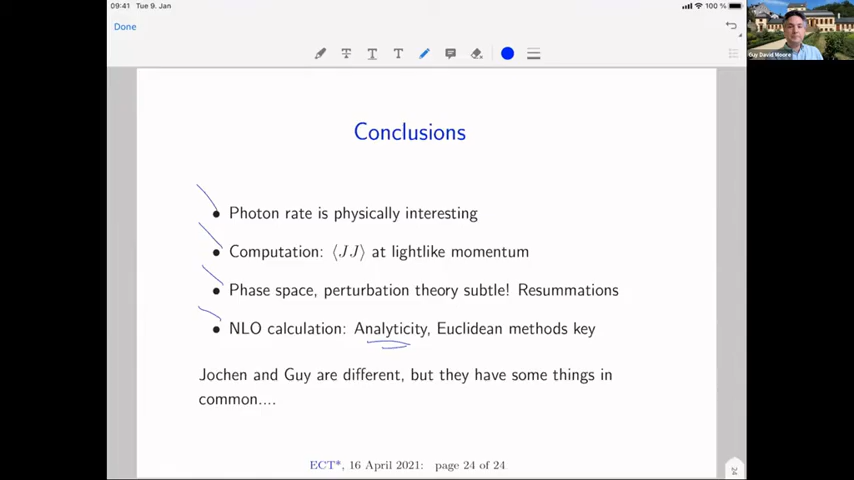 09:41 Tue 9. Jan
100 %
Done
T T T
Guy David Moore
Conclusions
• Photon rate is physically interesting
• Computation: ⟨JJ⟩ at lightlike momentum
• Phase space, perturbation theory subtle! Resummations
• NLO calculation: Analyticity, Euclidean methods key
Jochen and Guy are different, but they have some things in
common....
ECT*, 16 April 2021: page 24 of 24
24